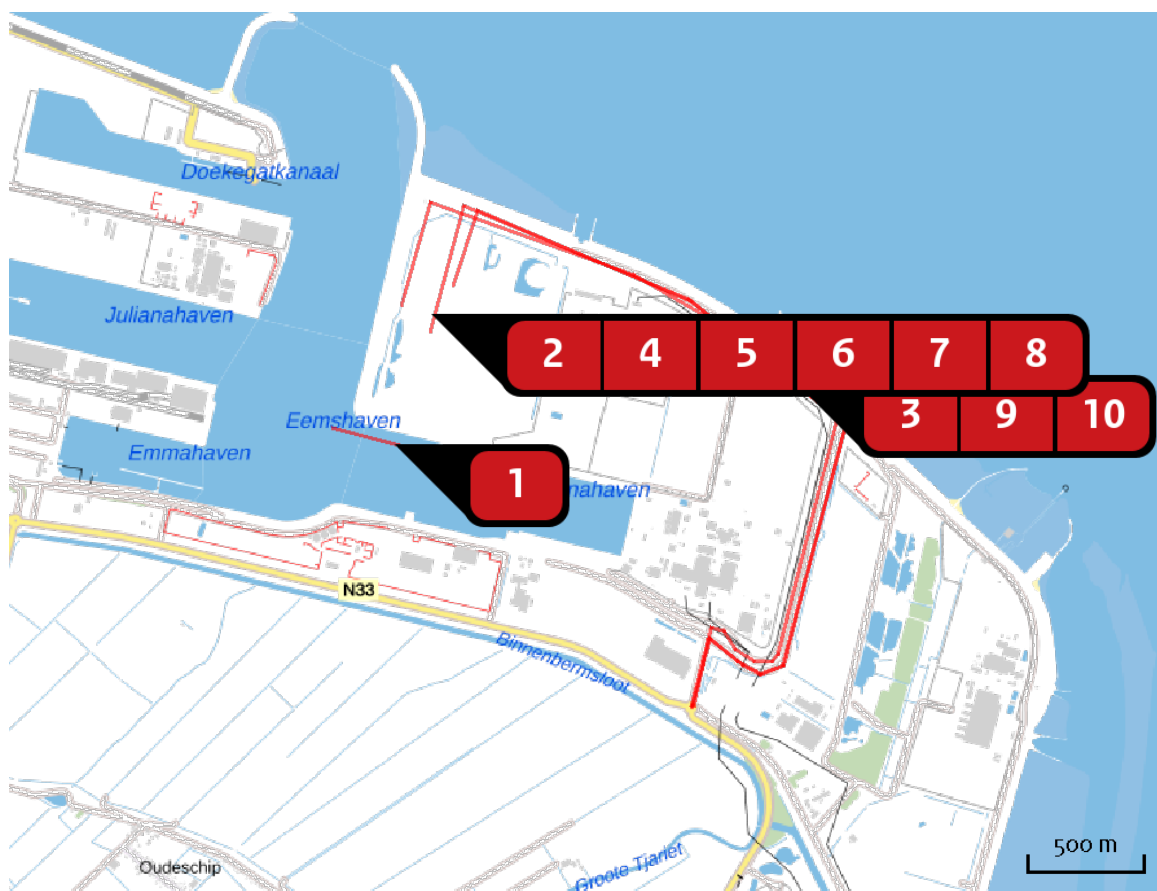 Doekegatkanaal
Julianahaven
2 4 5 6 7 8
3 9 10
Eemshaven
Emmahaven
1
nahaven
N33
Binnenbermsloot
500 m
Oudeschip
Groote Tjariet